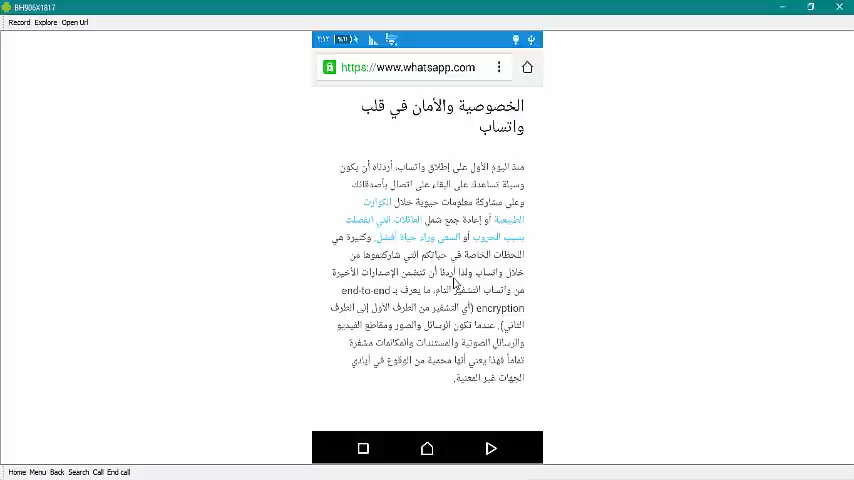 BH906X1817
Record Explore Open Url
٢:١٢ %١١
https://www.whatsapp.com
الخصوصية والأمان في قلب
واتساب
منذ اليوم الأول على إطلاق واتساب، أردناه أن يكون
وسيلة تساعدك على البقاء على اتصال بأصدقائك
وعلى مشاركة معلومات حيوية خلال الكوارث
الطبيعية أو إعادة جمع شمل العائلات التي انفصلت
بسبب الحروب أو السعي وراء حياة أفضل. وكثيرة هي
اللحظات الخاصة في حياتكم التي شاركتموها من
خلال واتساب ولذا أردنا أن تتضمن الإصدارات الأخيرة
من واتساب التشفير التام، ما يعرف بـ end-to-end
encryption (أي التشفير من الطرف الأول إلى الطرف
الثاني). عندما تكون الرسائل والصور ومقاطع الفيديو
والرسائل الصوتية والمستندات والمكالمات مشفرة
تماماً فهذا يعني أنها محمية من الوقوع في أيادي
الجهات غير المعنية.
Home Menu Back Search Call End call